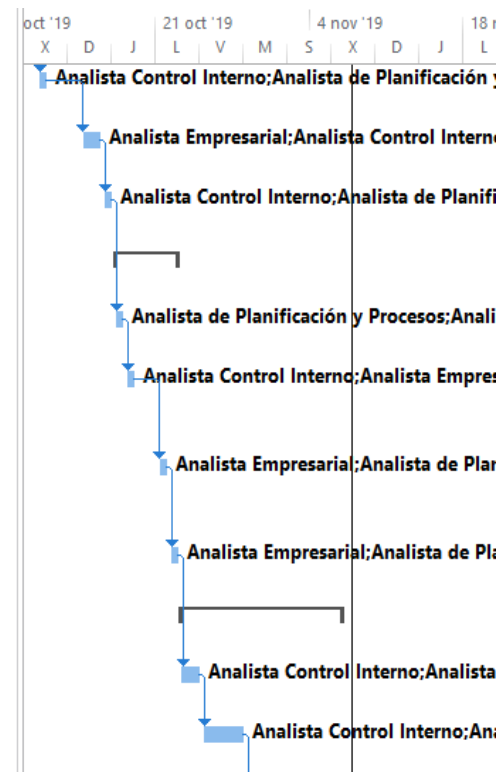 oct '19 21 oct '19 4 nov '19 18
X D J L V M S X D J L
Analista Control Interno;Analista de Planificación y
Analista Empresarial;Analista Control Interno
Analista Control Interno;Analista de Planifi
Analista de Planificación y Procesos;Anali
Analista Control Interno;Analista Empres
Analista Empresarial;Analista de Plan
Analista Empresarial;Analista de Pla
Analista Control Interno;Analista
Analista Control Interno;Ana